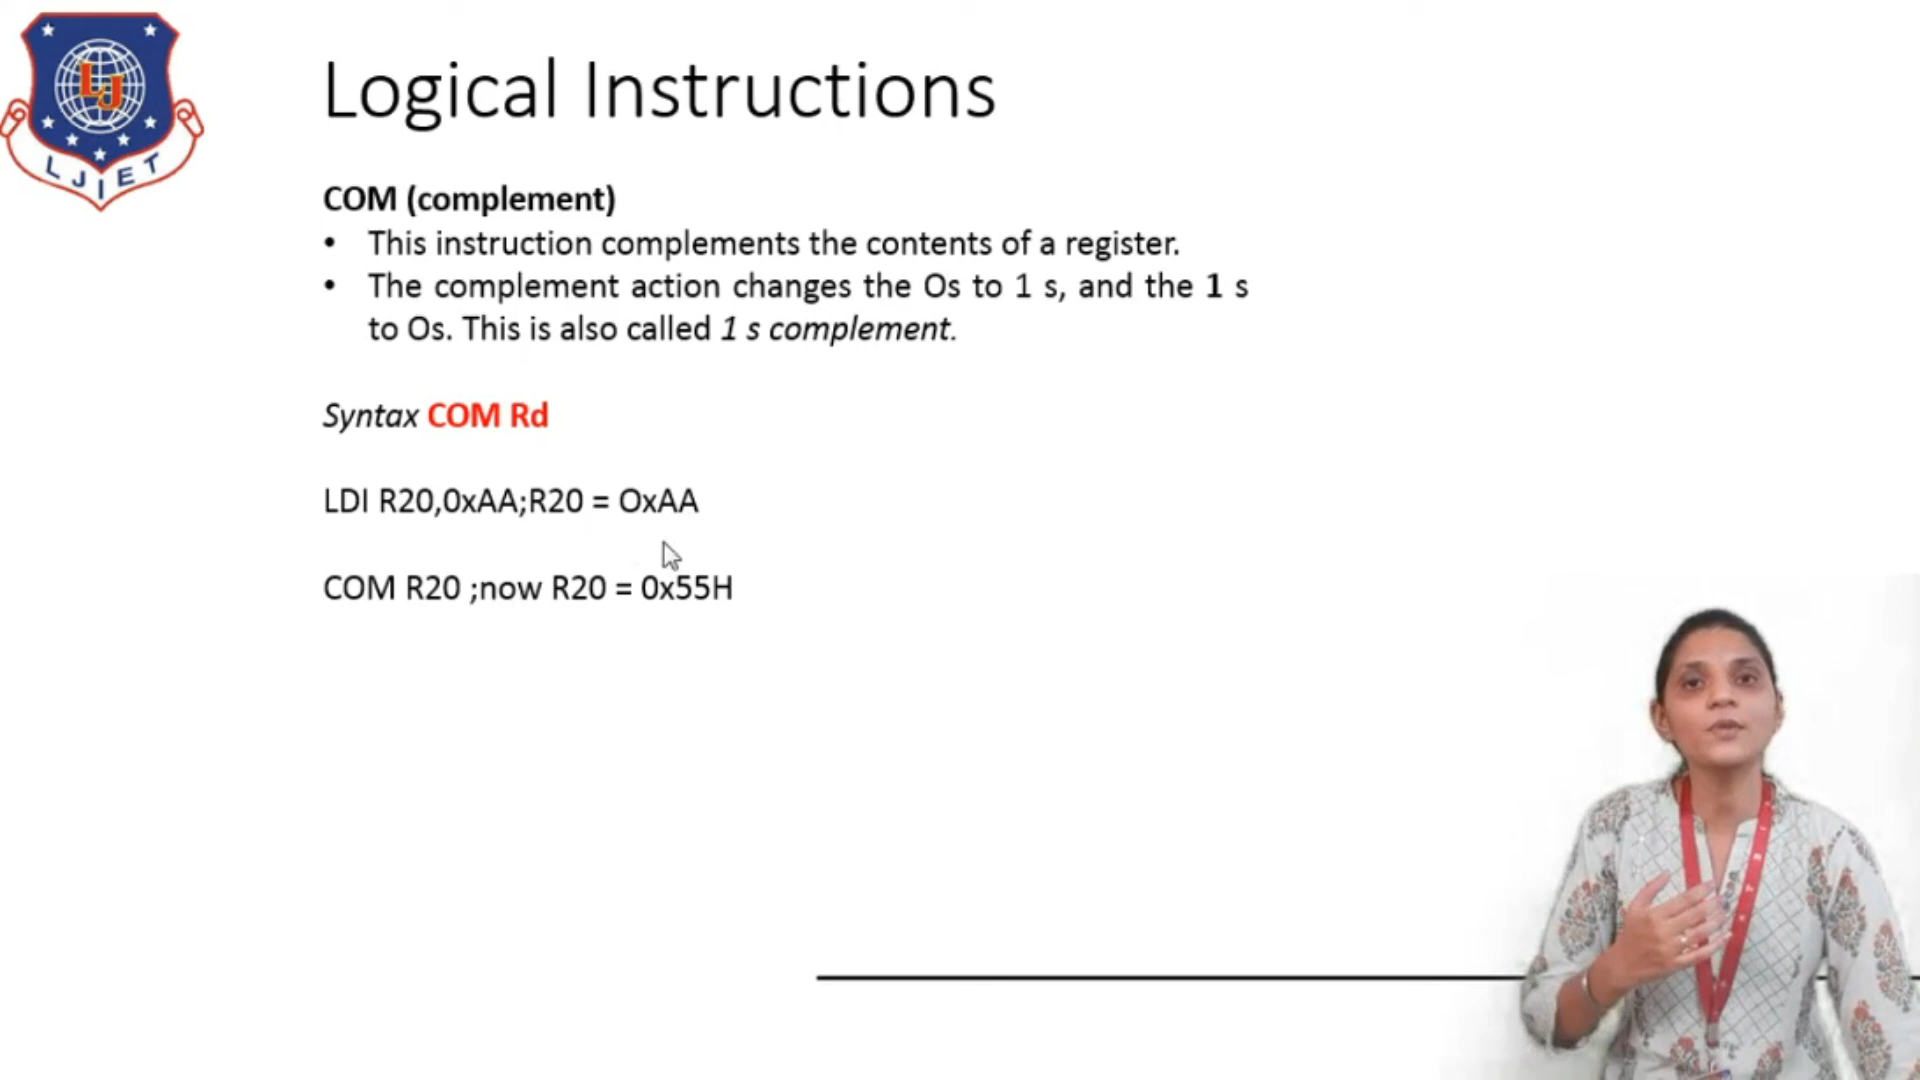 LJ
LJIET
Logical Instructions
COM (complement)
• This instruction complements the contents of a register.
• The complement action changes the Os to 1 s, and the 1 s
to Os. This is also called 1 s complement.
Syntax COM Rd
LDI R20,0xAA;R20 = OxAA
COM R20 ;now R20 = 0x55H